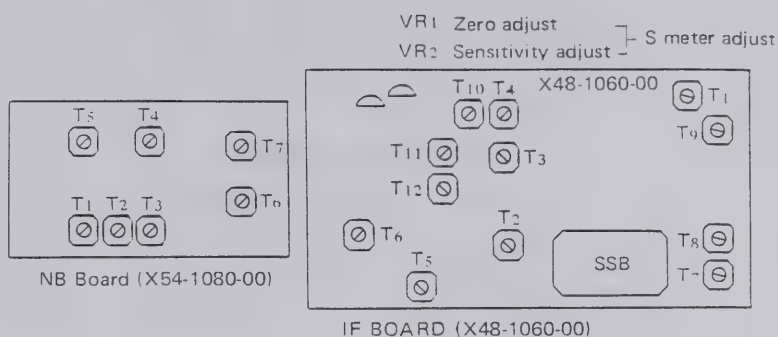 VR1 Zero adjust
VR2 Sensitivity adjust
S meter adjust
X48-1060-00
T5 T4
T7
T1 T2 T3
T6
NB Board (X54-1080-00)
T10 T4
T1
T9
T11
T3
T12
T6
T2
T5
SSB
T8
T7
IF BOARD (X48-1060-00)